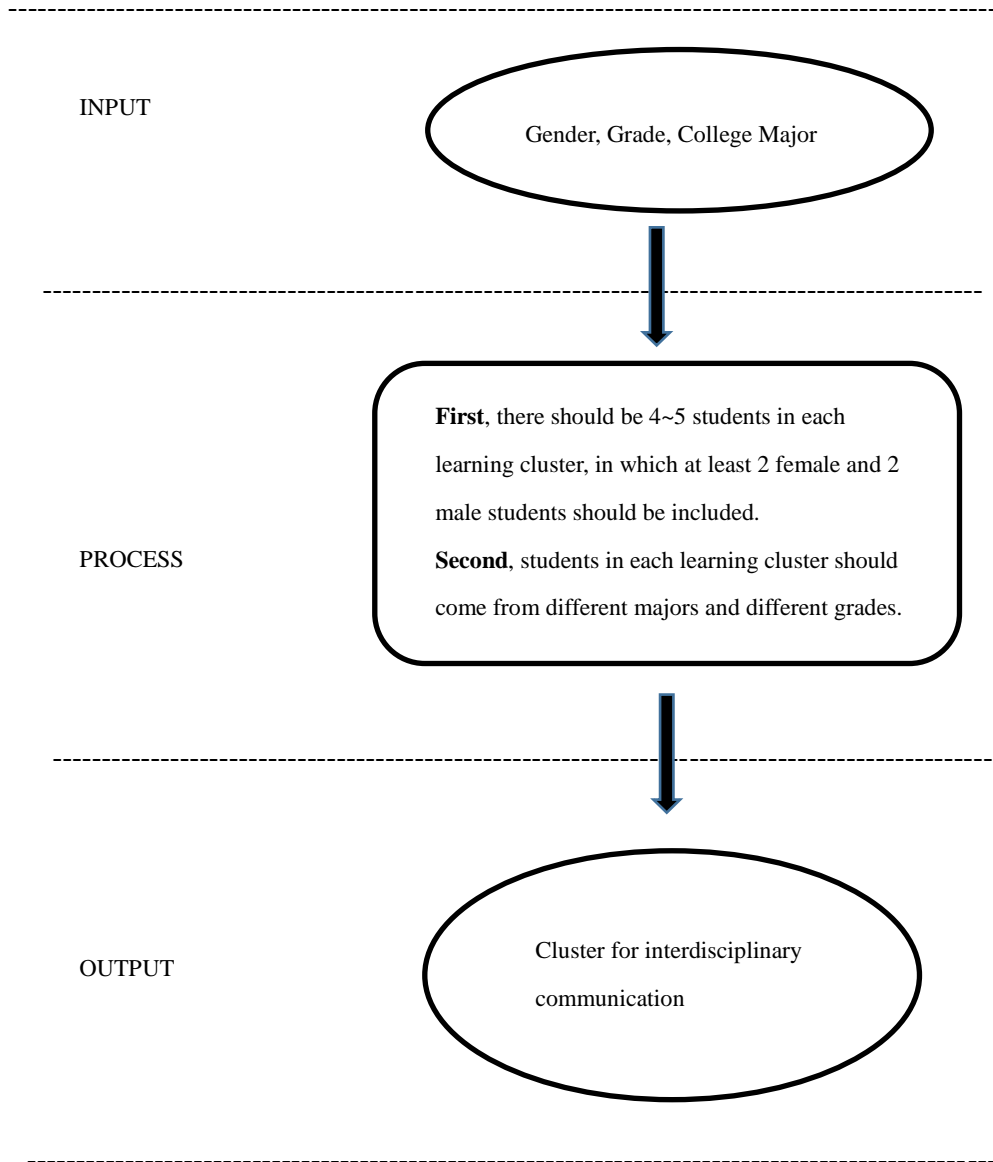 INPUT
Gender, Grade, College Major
First, there should be 4~5 students in each
learning cluster, in which at least 2 female and 2
male students should be included.
PROCESS
Second, students in each learning cluster should
come from different majors and different grades.
OUTPUT
Cluster for interdisciplinary
communication